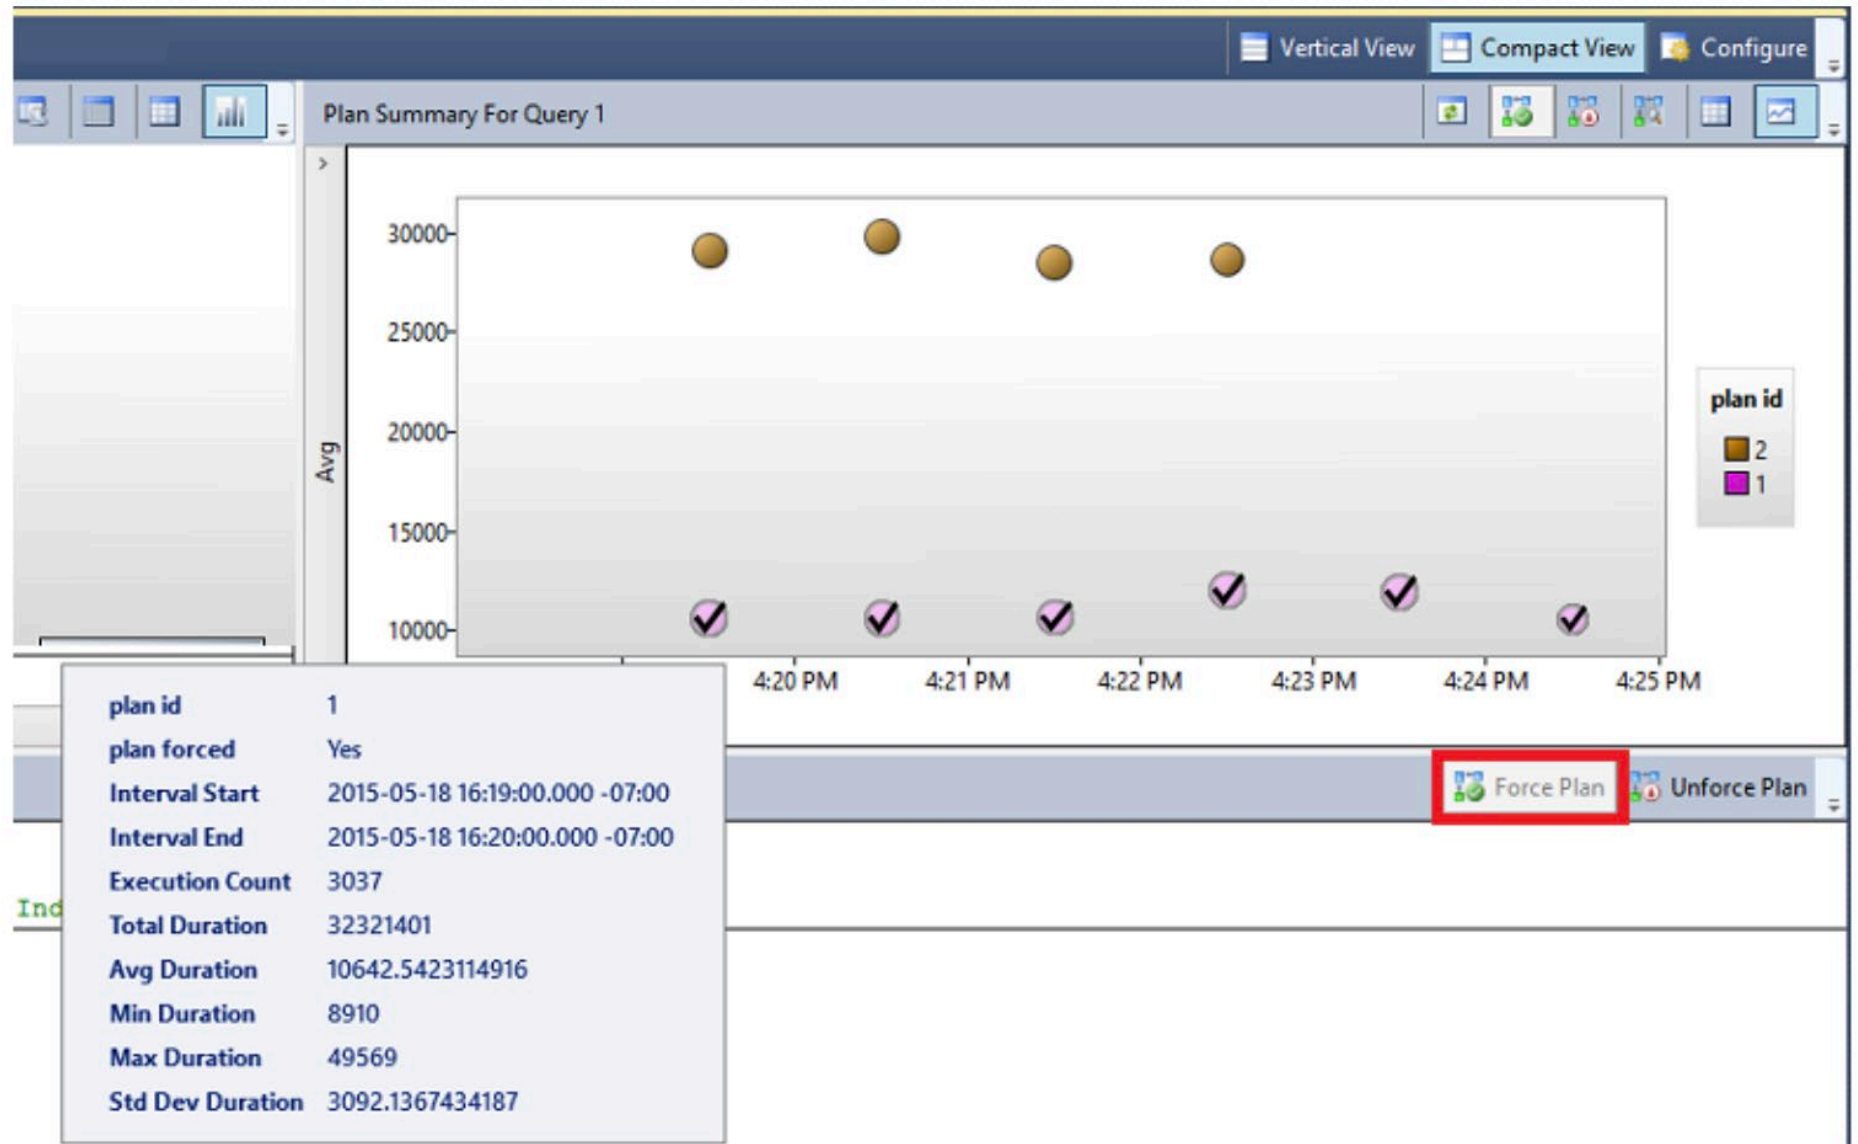 Vertical View Compact View Configure
Plan Summary For Query 1
30000
25000
20000
15000
10000
Avg
4:20 PM 4:21 PM 4:22 PM 4:23 PM 4:24 PM 4:25 PM
plan id
2
1
Force Plan Unforce Plan
Ind
plan id 1
plan forced Yes
Interval Start 2015-05-18 16:19:00.000 -07:00
Interval End 2015-05-18 16:20:00.000 -07:00
Execution Count 3037
Total Duration 32321401
Avg Duration 10642.5423114916
Min Duration 8910
Max Duration 49569
Std Dev Duration 3092.1367434187